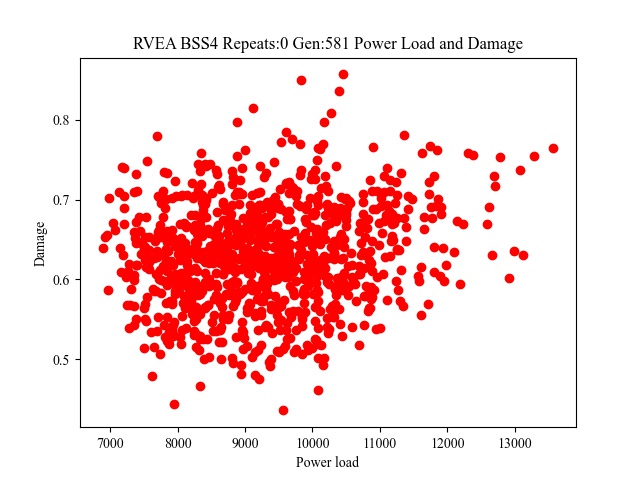 RVEA BSS4 Repeats:0 Gen:581 Power Load and Damage
0.8
0.7
0.6
0.5
Damage
7000 8000 9000 10000 11000 12000 13000
Power load